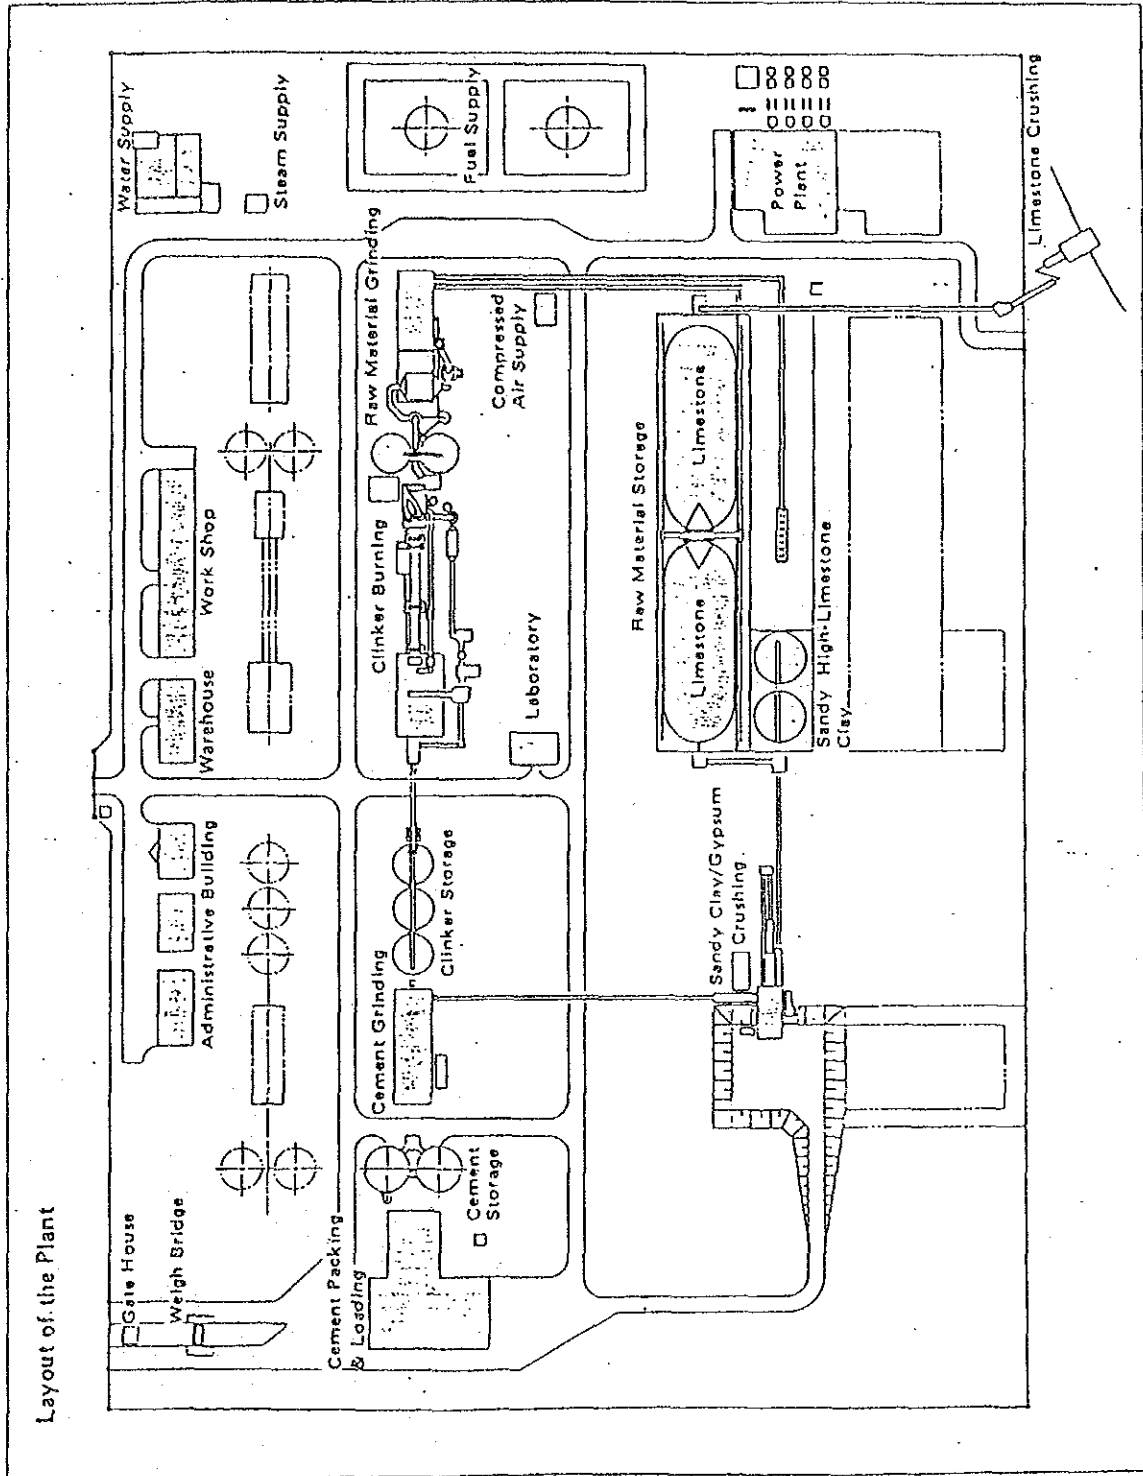 Layout of the Plant
Gate House
Weigh Bridge
Administrative Building
Warehouse
Work Shop
Water Supply
Steam Supply
Cement Packing
& Loading
Cement
Storage
Cement Grinding
Clinker Storage
Clinker Burning
Raw Material Grinding
Fuel Supply
Laboratory
Compressed
Air Supply
Raw Material Storage
Limestone
Limestone
Power
Plant
Sandy Clay/Gypsum
Crushing
Sandy High-Limestone
Clay
Limestone Crushing